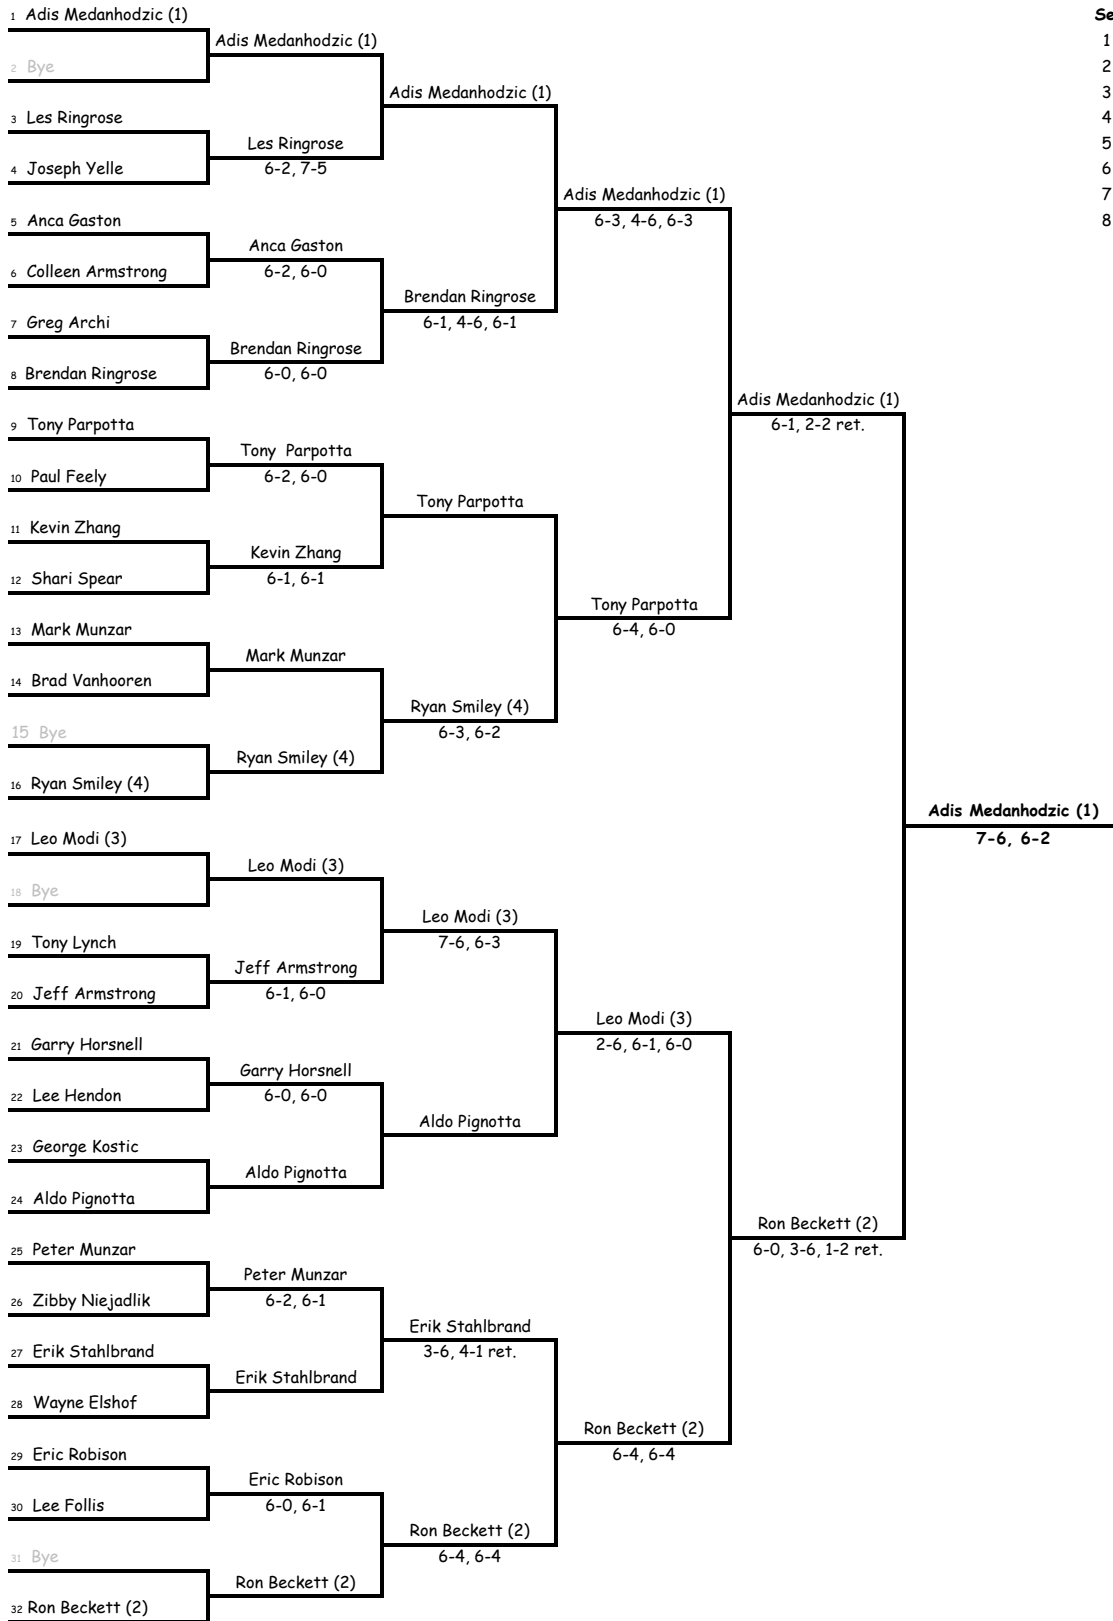 1 Adis Medanhodzic (1)
2 Bye
3 Les Ringrose
4 Joseph Yelle
5 Anca Gaston
6 Colleen Armstrong
7 Greg Archi
8 Brendan Ringrose
9 Tony Parpotta
10 Paul Feely
11 Kevin Zhang
12 Shari Spear
13 Mark Munzar
14 Brad Vanhooren
15 Bye
16 Ryan Smiley (4)
17 Leo Modi (3)
18 Bye
19 Tony Lynch
20 Jeff Armstrong
21 Garry Horsnell
22 Lee Hendon
23 George Kostic
24 Aldo Pignotta
25 Peter Munzar
26 Zibby Niejadlik
27 Erik Stahlbrand
28 Wayne Elshof
29 Eric Robison
30 Lee Follis
31 Bye
32 Ron Beckett (2)
Adis Medanhodzic (1)
Les Ringrose
6-2, 7-5
Anca Gaston
6-2, 6-0
Brendan Ringrose
6-0, 6-0
Tony Parpotta
6-2, 6-0
Kevin Zhang
6-1, 6-1
Mark Munzar
Ryan Smiley (4)
Leo Modi (3)
Jeff Armstrong
6-1, 6-0
Garry Horsnell
6-0, 6-0
Aldo Pignotta
Peter Munzar
6-2, 6-1
Erik Stahlbrand
Eric Robison
6-0, 6-1
Ron Beckett (2)
Adis Medanhodzic (1)
Brendan Ringrose
6-1, 4-6, 6-1
Tony Parpotta
Ryan Smiley (4)
6-3, 6-2
Leo Modi (3)
7-6, 6-3
Aldo Pignotta
Erik Stahlbrand
3-6, 4-1 ret.
Ron Beckett (2)
6-4, 6-4
Adis Medanhodzic (1)
6-3, 4-6, 6-3
Tony Parpotta
6-4, 6-0
Leo Modi (3)
2-6, 6-1, 6-0
Ron Beckett (2)
6-4, 6-4
Adis Medanhodzic (1)
6-1, 2-2 ret.
Ron Beckett (2)
6-0, 3-6, 1-2 ret.
Adis Medanhodzic (1)
7-6, 6-2
Se
1
2
3
4
5
6
7
8